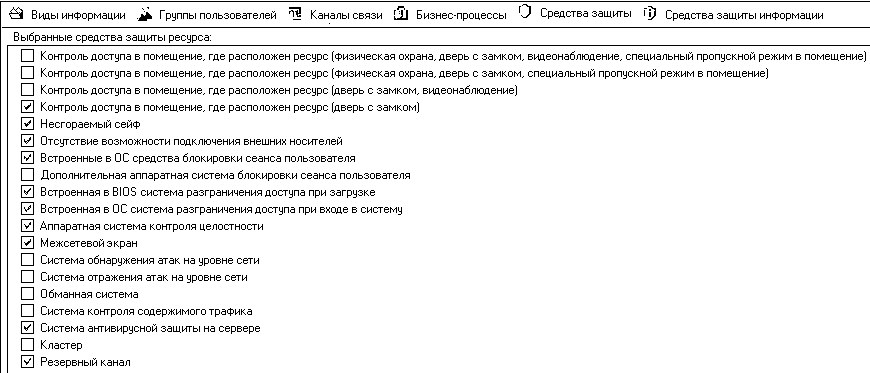 Виды информации Группы пользователей Каналы связи Бизнес-процессы Средства защиты Средства защиты информации
Выбранные средства защиты ресурса:
Контроль доступа в помещение, где расположен ресурс (физическая охрана, дверь с замком, видеонаблюдение, специальный пропускной режим в помещение)
Контроль доступа в помещение, где расположен ресурс (физическая охрана, дверь с замком, специальный пропускной режим в помещение)
Контроль доступа в помещение, где расположен ресурс (дверь с замком, видеонаблюдение)
Контроль доступа в помещение, где расположен ресурс (дверь с замком)
Несгораемый сейф
Отсутствие возможности подключения внешних носителей
Встроенные в ОС средства блокировки сеанса пользователя
Дополнительная аппаратная система блокировки сеанса пользователя
Встроенная в BIOS система разграничения доступа при загрузке
Встроенная в ОС система разграничения доступа при входе в систему
Аппаратная система контроля целостности
Межсетевой экран
Система обнаружения атак на уровне сети
Система отражения атак на уровне сети
Обманная система
Система контроля содержимого трафика
Система антивирусной защиты на сервере
Кластер
Резервный канал